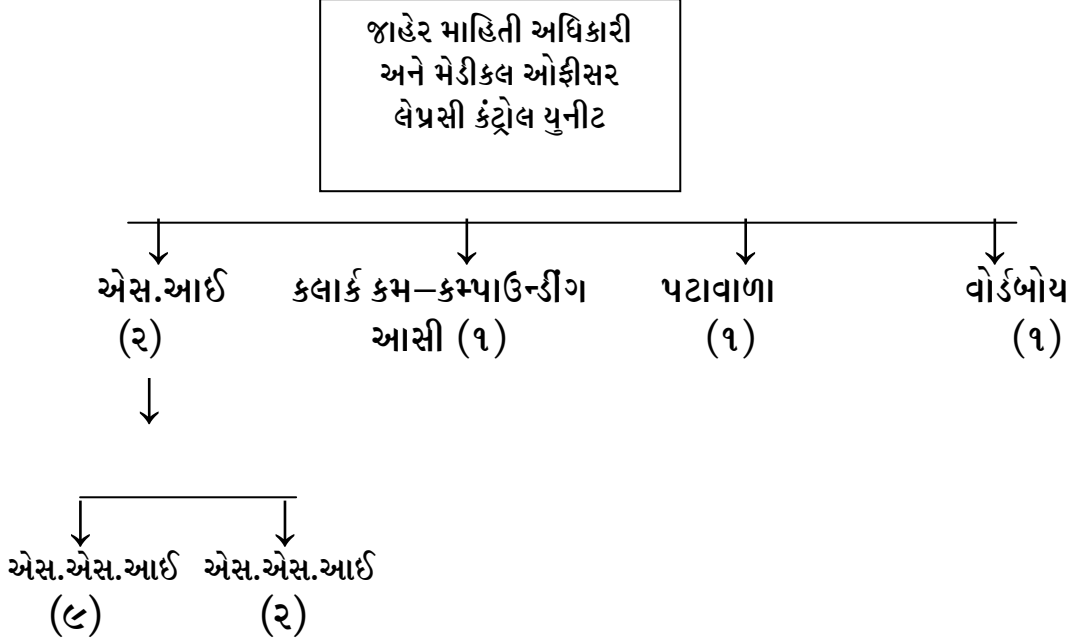 જાહેર માહિતી અધિકારી
અને મેડીકલ ઓફીસર
લેપ્રસી કંટ્રોલ યુનીટ
એસ.આઈ કલાર્ક કમ–કમ્પાઉન્ડીંગ પટાવાળા વોર્ડબોય
(૨) આસી (૧) (૧) (૧)
એસ.એસ.આઈ એસ.એસ.આઈ
(૯) (૨)